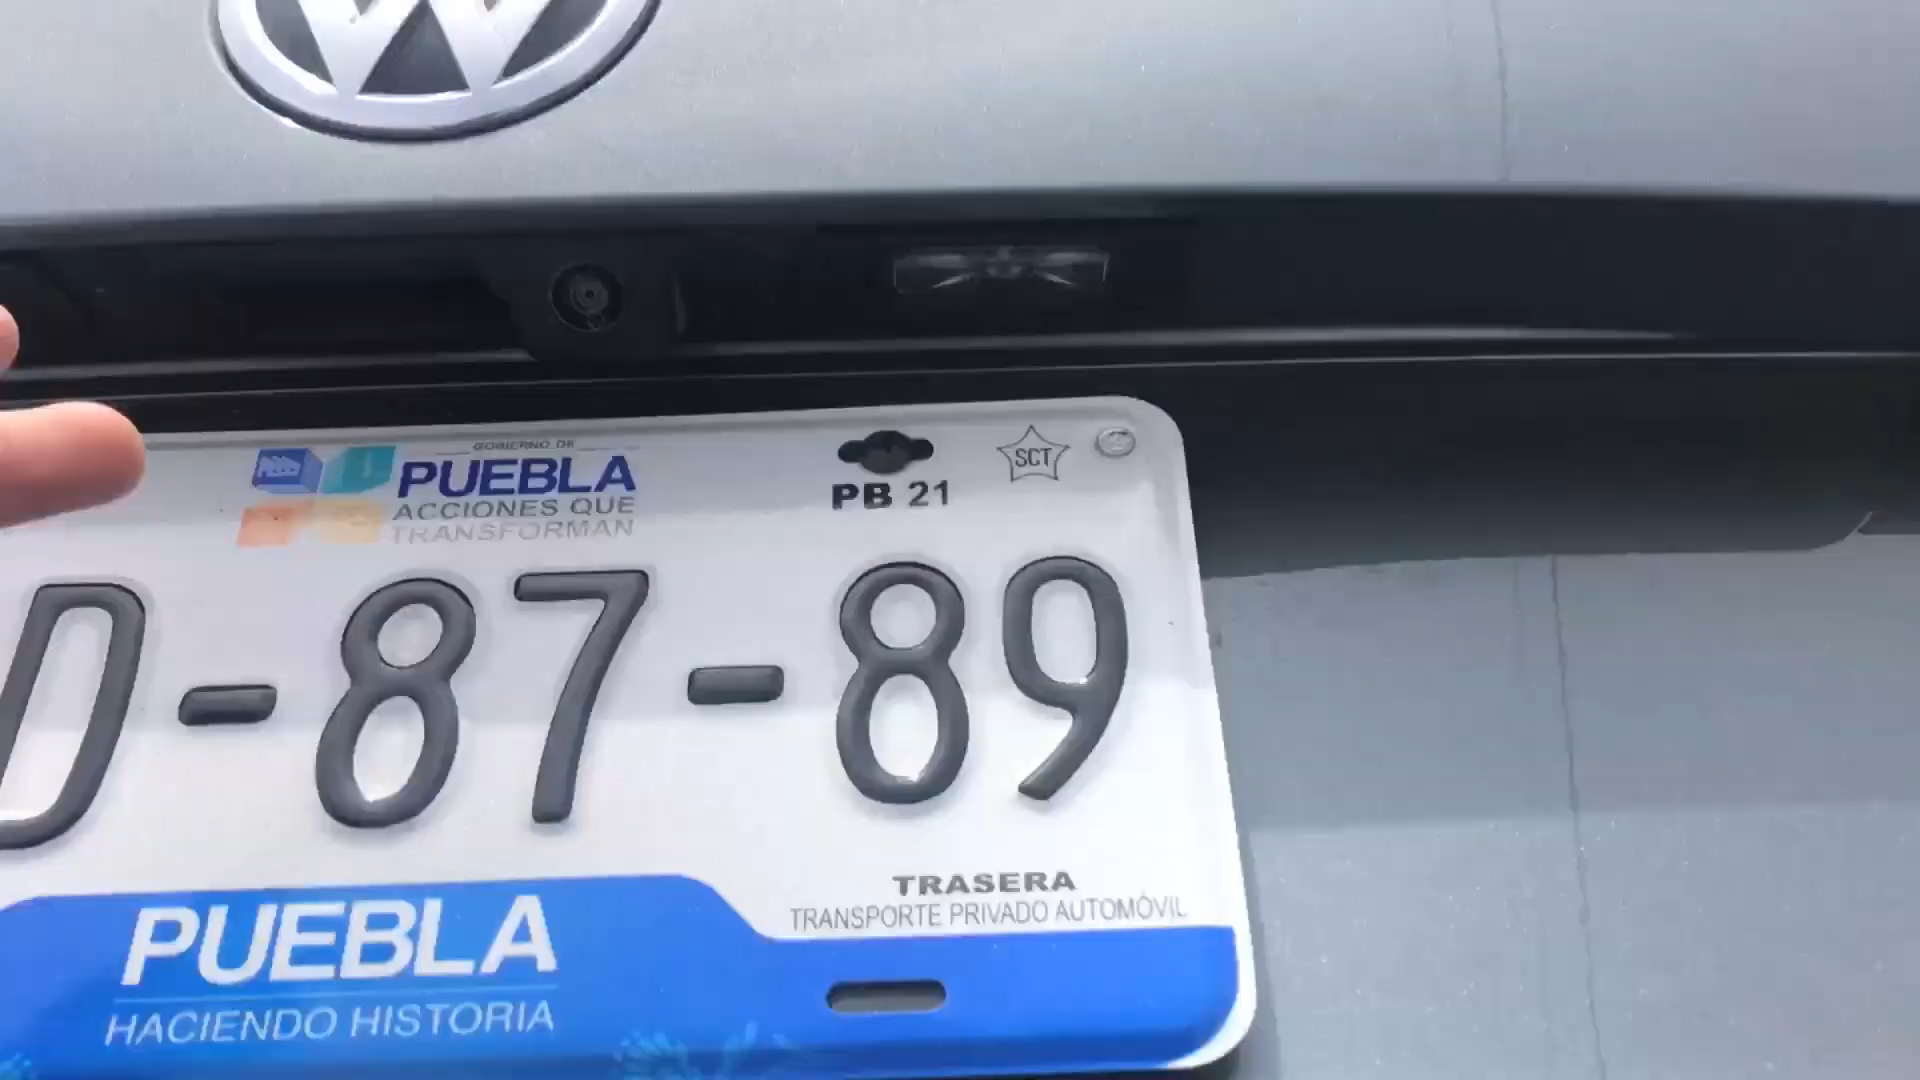 GOBIERNO DE
PUEBLA
ACCIONES QUE
TRANSFORMAN
PB 21
SCT
D-87-89
TRASERA
TRANSPORTE PRIVADO AUTOMÓVIL
PUEBLA
HACIENDO HISTORIA